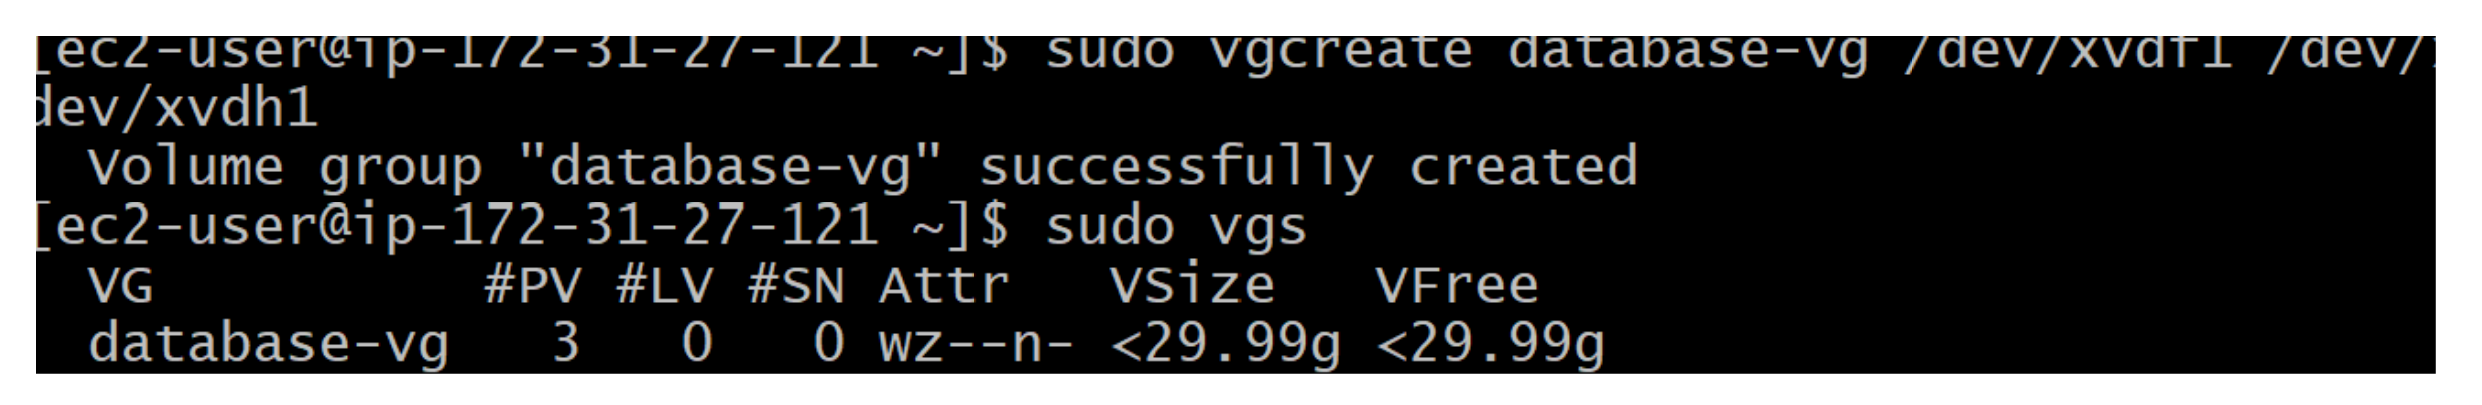 [ec2-user@ip-172-31-27-121 ~]$ sudo vgcreate database-vg /dev/xvdf1 /dev/
dev/xvdh1
  Volume group "database-vg" successfully created
[ec2-user@ip-172-31-27-121 ~]$ sudo vgs
  VG          #PV #LV #SN Attr   VSize   VFree
  database-vg   3   0   0 wz--n- <29.99g <29.99g